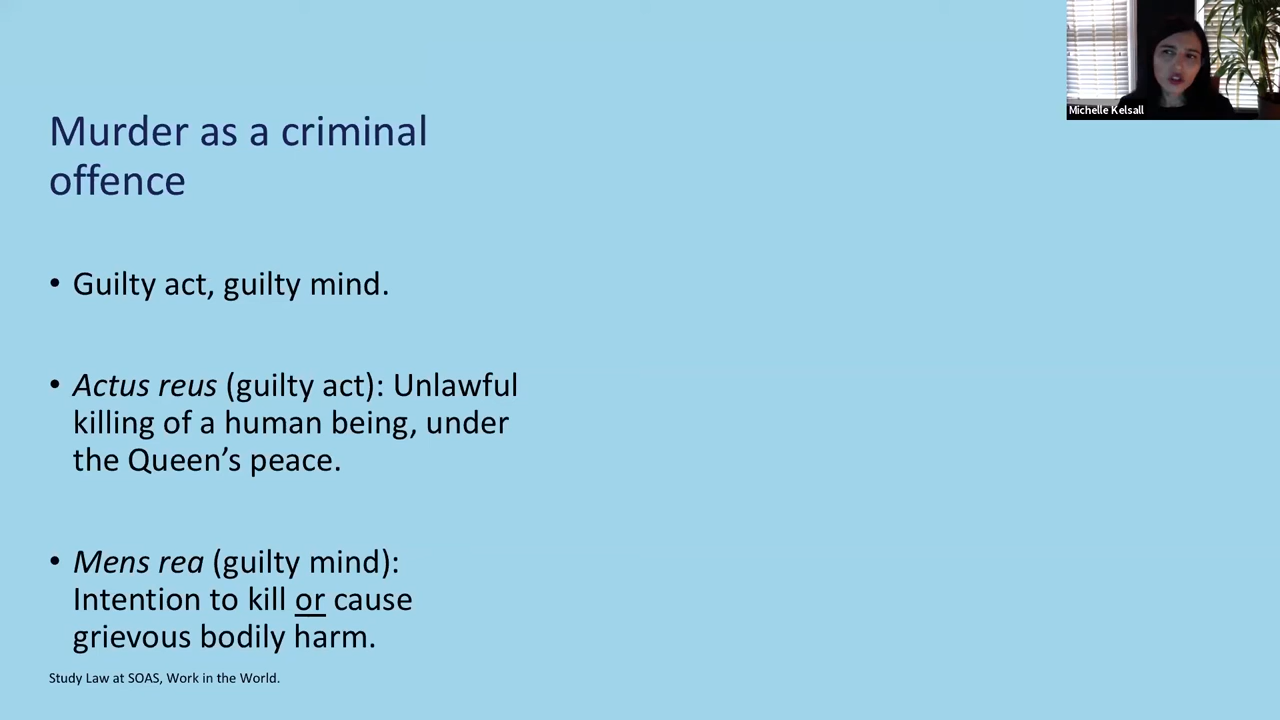 Michelle Kelsall
Murder as a criminal
offence
• Guilty act, guilty mind.
• Actus reus (guilty act): Unlawful
killing of a human being, under
the Queen’s peace.
• Mens rea (guilty mind):
Intention to kill or cause
grievous bodily harm.
Study Law at SOAS, Work in the World.